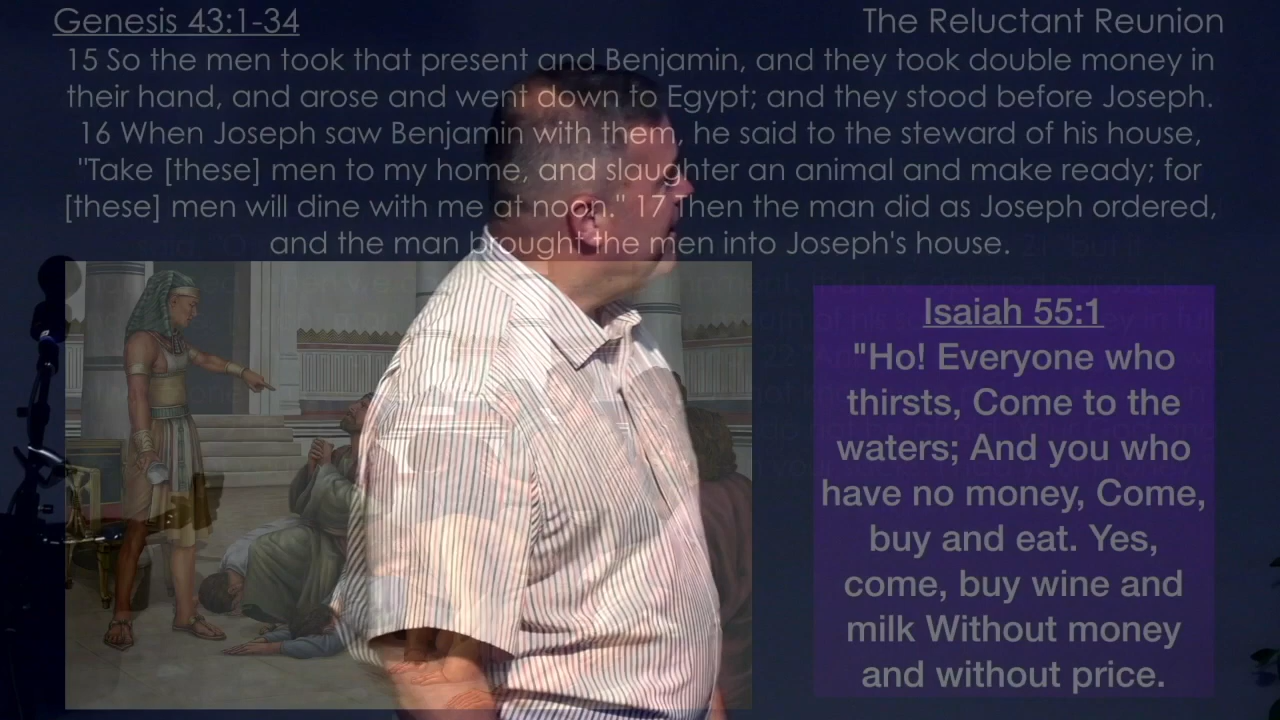 Genesis 43:1-34
The Reluctant Reunion
15 So the men took that present and Benjamin, and they took double money in
their hand, and arose and went down to Egypt; and they stood before Joseph.
16 When Joseph saw Benjamin with them, he said to the steward of his house,
"Take [these] men to my home, and slaughter an animal and make ready; for
[these] men will dine with me at noon." 17 Then the man did as Joseph ordered,
and the man brought the men into Joseph's house.
Isaiah 55:1
"Ho! Everyone who
thirsts, Come to the
waters; And you who
have no money, Come,
buy and eat. Yes,
come, buy wine and
milk Without money
and without price.